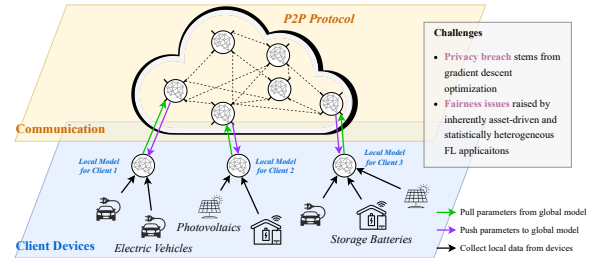 P2P Protocol
Challenges
• Privacy breach stems from
gradient descent
optimization
• Fairness issues raised by
inherently asset-driven and
statistically heterogeneous
FL applicaitons
Communication
Local Model
for Client 1
Local Model
for Client 2
Local Model
for Client 3
Photovoltaics
Electric Vehicles
Storage Batteries
Client Devices
Pull parameters from global model
Push parameters to global model
Collect local data from devices